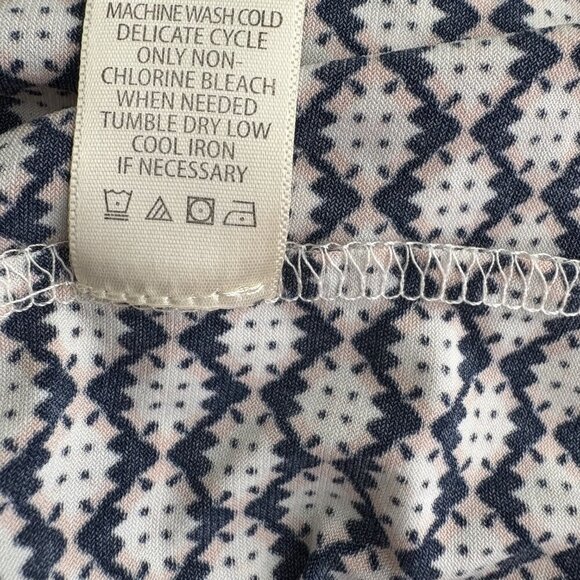 MACHINE WASH COLD
DELICATE CYCLE
ONLY NON-
CHLORINE BLEACH
WHEN NEEDED
TUMBLE DRY LOW
COOL IRON
IF NECESSARY